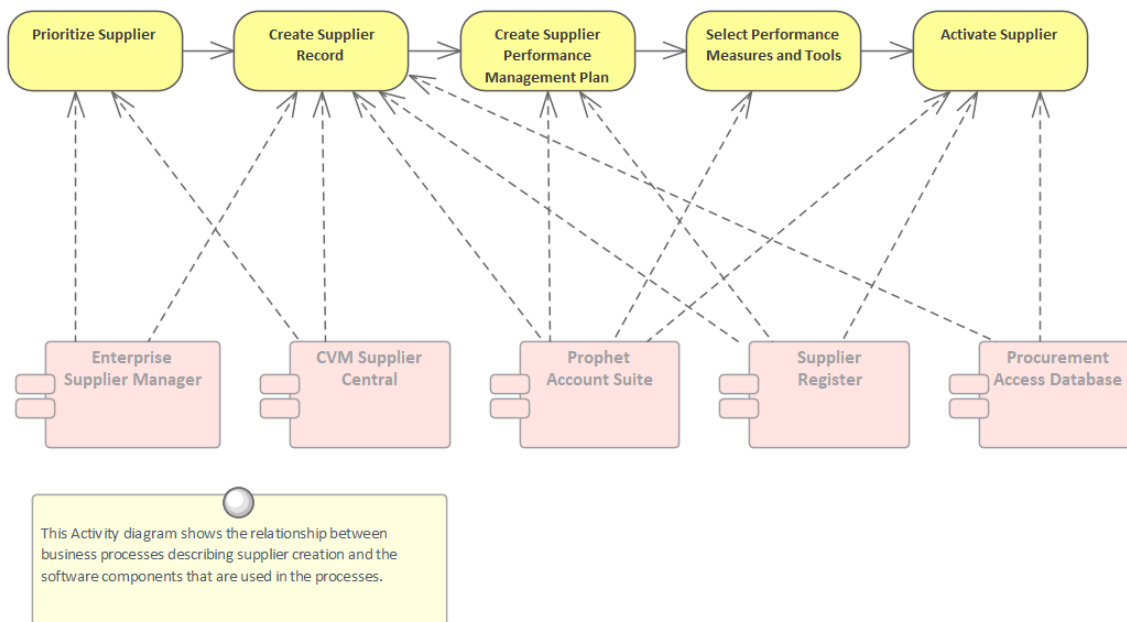 Prioritize Supplier
Create Supplier
Record
Create Supplier
Performance
Management Plan
Select Performance
Measures and Tools
Activate Supplier
Enterprise
Supplier Manager
CVM Supplier
Central
Prophet
Account Suite
Supplier
Register
Procurement
Access Database
This Activity diagram shows the relationship between
business processes describing supplier creation and the
software components that are used in the processes.